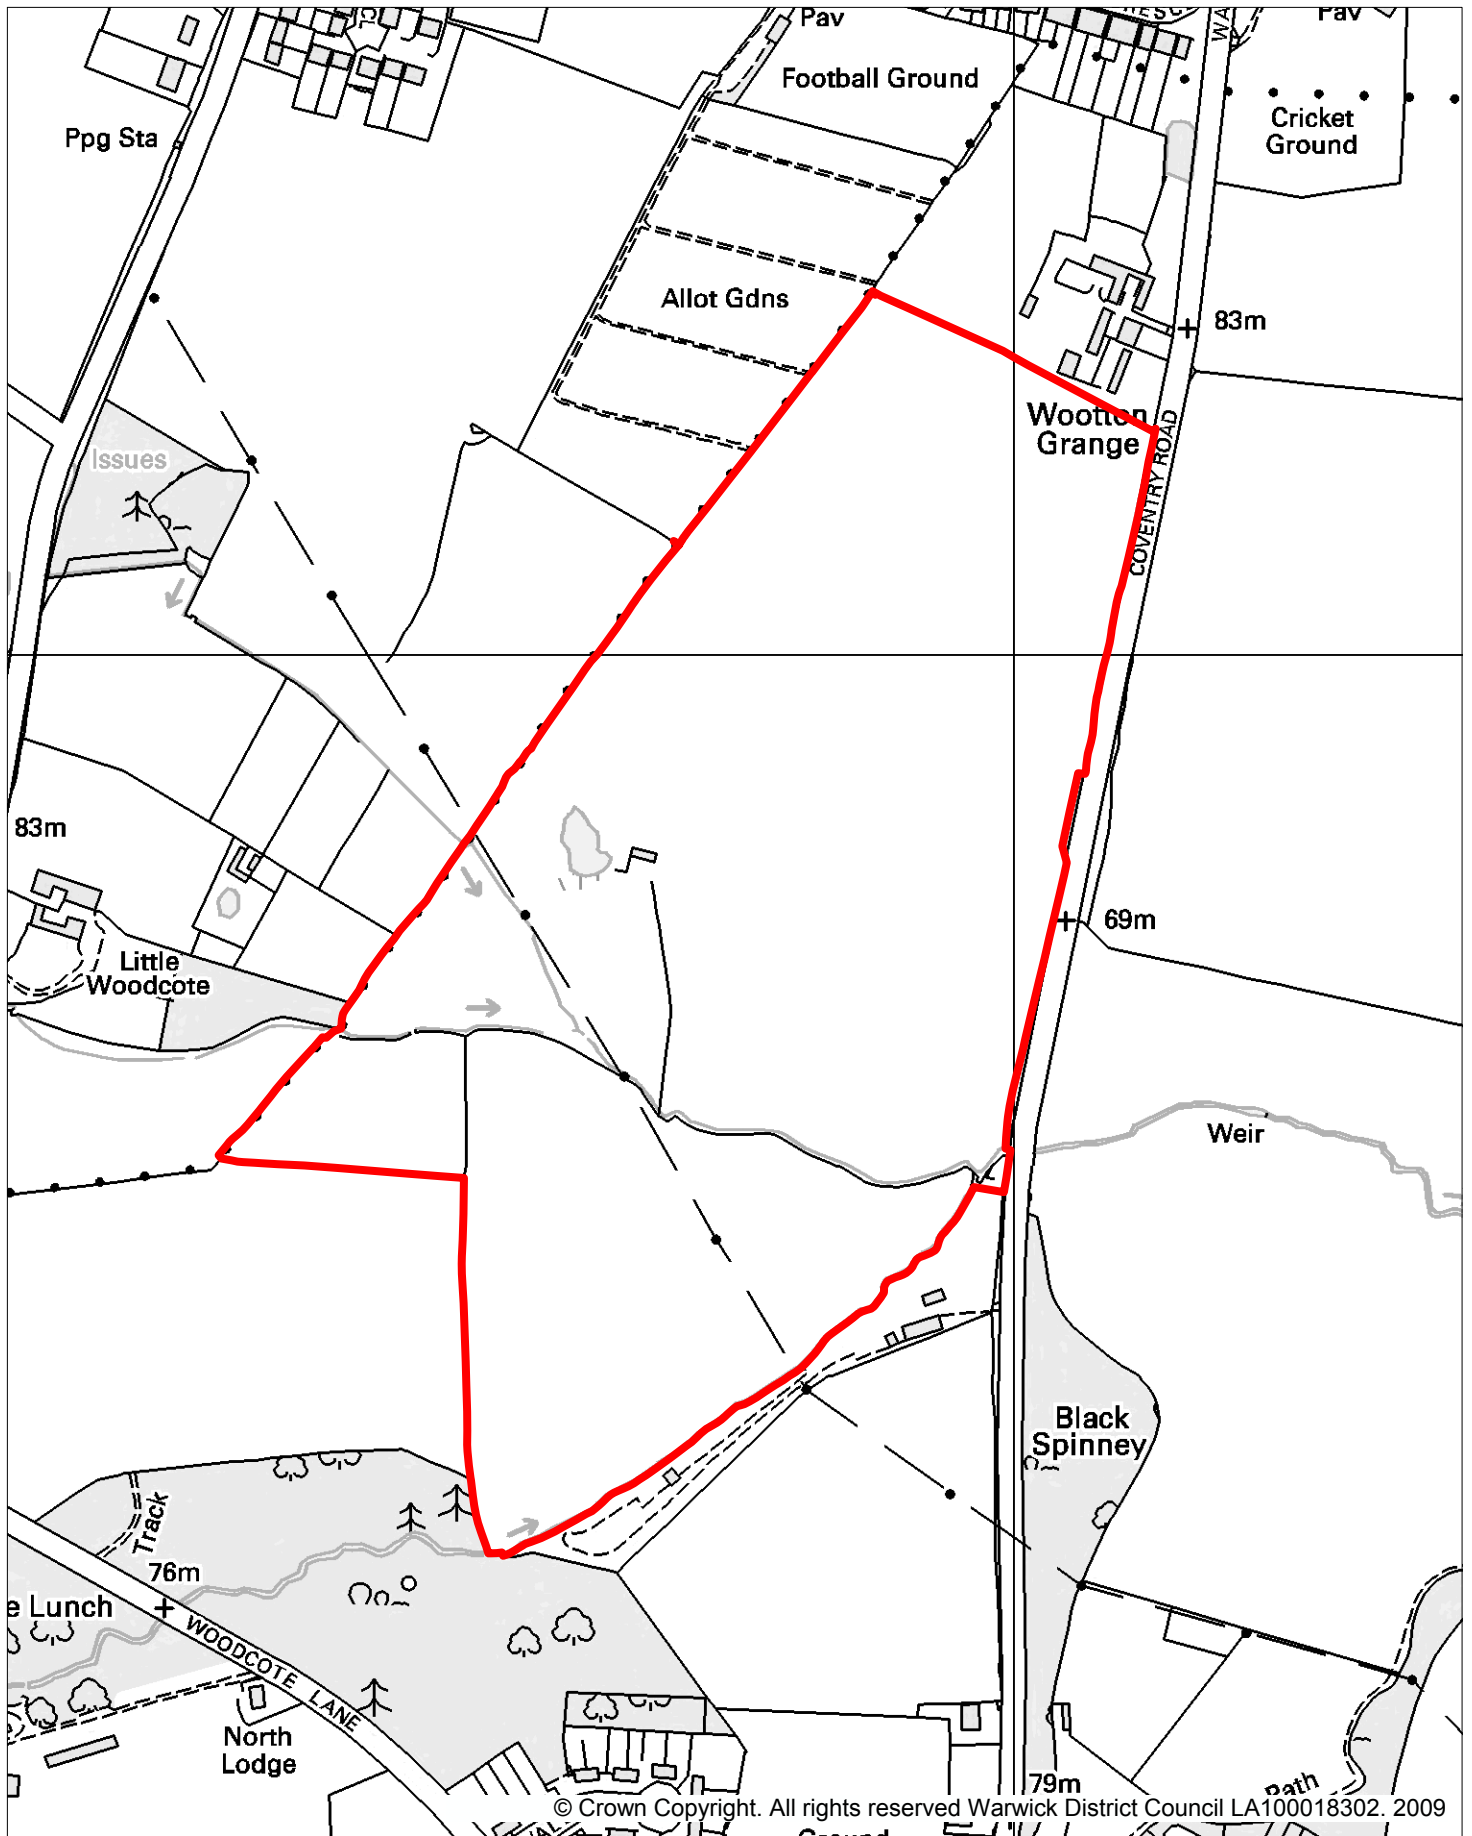 Pav
Pav
Football Ground
Cricket
Ground
Ppg Sta
Allot Gdns
83m
Wootton
Grange
COVENTRY ROAD
Issues
83m
69m
Little
Woodcote
Weir
Black
Spinney
Track
76m
e Lunch
WOODCOTE LANE
North
Lodge
79m
Path
© Crown Copyright. All rights reserved Warwick District Council LA100018302. 2009
Ground